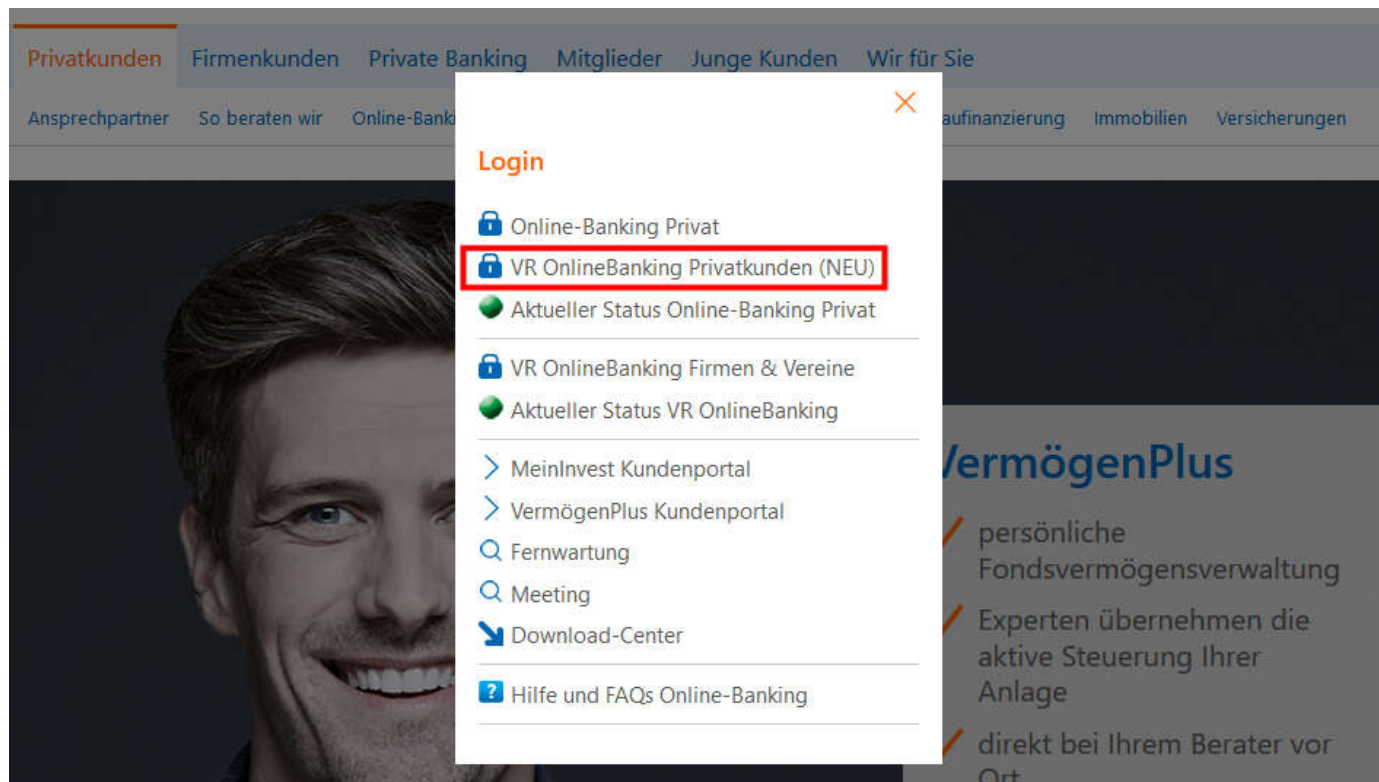 Privatkunden Firmenkunden Private Banking Mitglieder Junge Kunden Wir für Sie
Ansprechpartner So beraten wir Online-Banki aufinanzierung Immobilien Versicherungen
Login
Online-Banking Privat
VR OnlineBanking Privatkunden (NEU)
Aktueller Status Online-Banking Privat
VR OnlineBanking Firmen & Vereine
Aktueller Status VR OnlineBanking
MeinInvest Kundenportal
VermögenPlus Kundenportal
Fernwartung
Meeting
Download-Center
Hilfe und FAQs Online-Banking
VermögenPlus
persönliche
Fondsvermögensverwaltung
Experten übernehmen die
aktive Steuerung Ihrer
Anlage
direkt bei Ihrem Berater vor
Ort